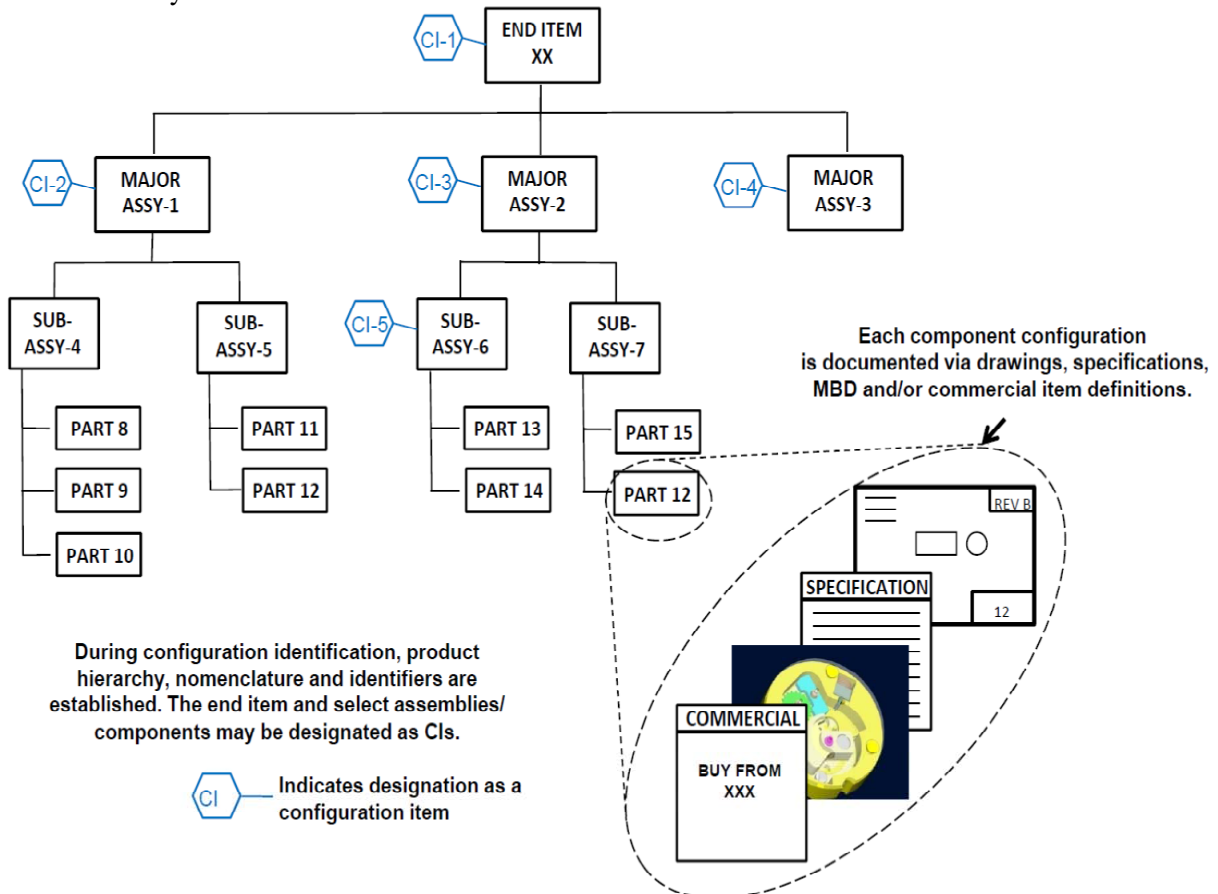 END ITEM
XX
CI-1
MAJOR
ASSY-1
CI-2
MAJOR
ASSY-2
CI-3
MAJOR
ASSY-3
CI-4
SUB-
ASSY-4
SUB-
ASSY-5
SUB-
ASSY-6
CI-5
SUB-
ASSY-7
PART 8
PART 9
PART 10
PART 11
PART 12
PART 13
PART 14
PART 15
PART 12
Each component configuration
is documented via drawings, specifications,
MBD and/or commercial item definitions.
REV B
12
SPECIFICATION
COMMERCIAL
BUY FROM
XXX
During configuration identification, product
hierarchy, nomenclature and identifiers are
established. The end item and select assemblies/
components may be designated as CIs.
CI
Indicates designation as a
configuration item